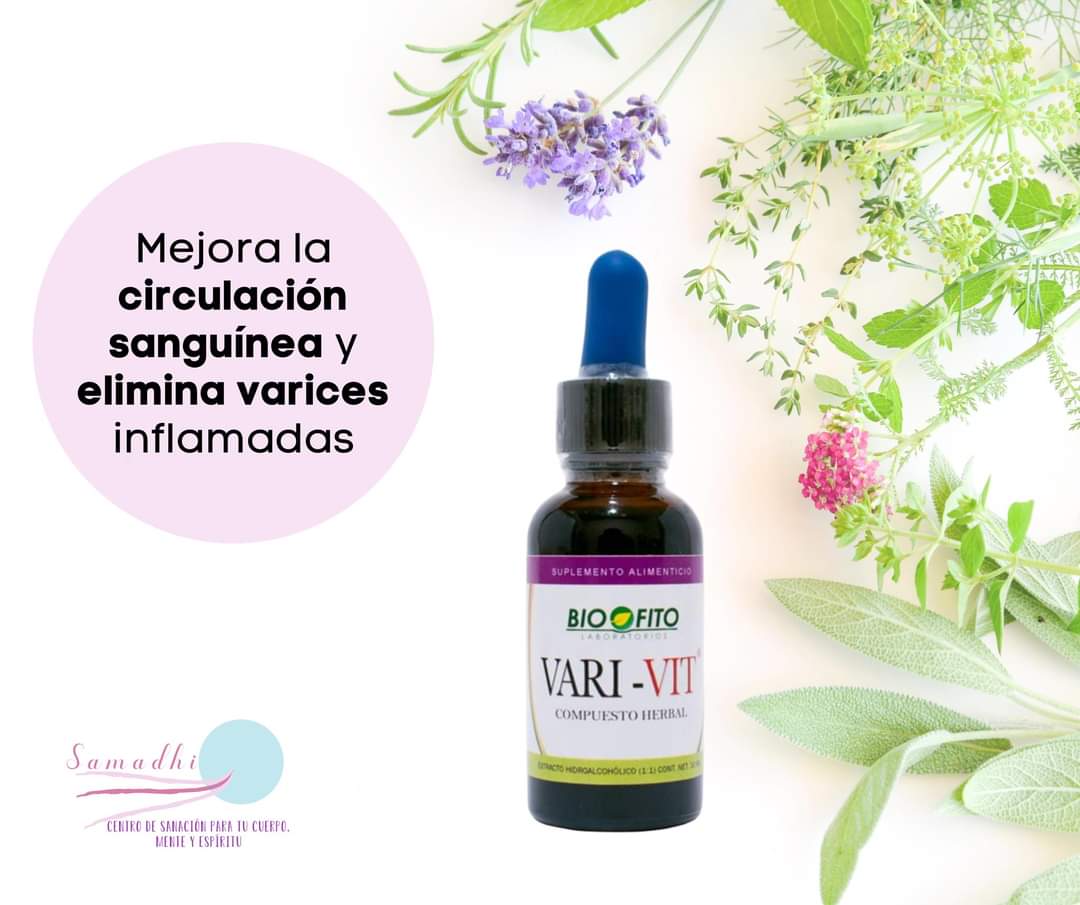 Mejora la
circulación
sanguínea y
elimina varices
inflamadas
SUPLEMENTO ALIMENTICIO
BIO FITO
LABORATORIOS
VARI-VIT®
COMPUESTO HERBAL
EXTRACTO HIDROALCOHÓLICO (1:1) CONT. NET.
Samadhi
CENTRO DE SANACIÓN PARA TU CUERPO,
MENTE Y ESPÍRITU